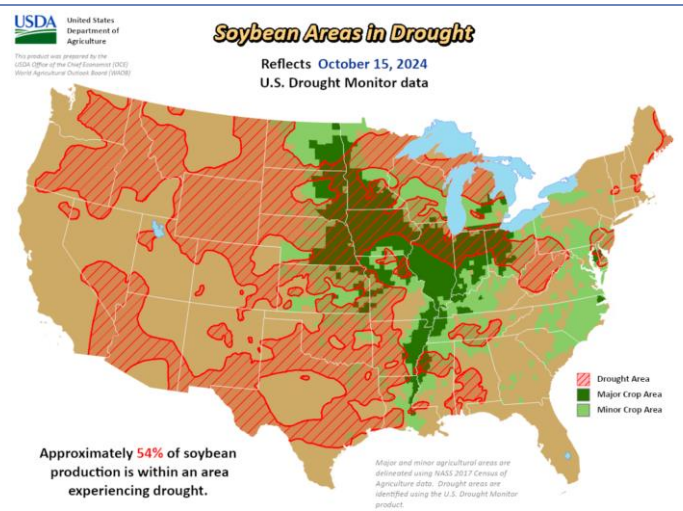 USDA
United States
Department of
Agriculture
This product was prepared by the
USDA Office of the Chief Economist (OCE)
World Agricultural Outlook Board (WAOB)
Soybean Areas in Drought
Reflects October 15, 2024
U.S. Drought Monitor data
Drought Area
Major Crop Area
Minor Crop Area
Approximately 54% of soybean
production is within an area
experiencing drought.
Major and minor agricultural areas are
delineated using NASS 2017 Census of
Agriculture data. Drought areas are
identified using the U.S. Drought Monitor
product.